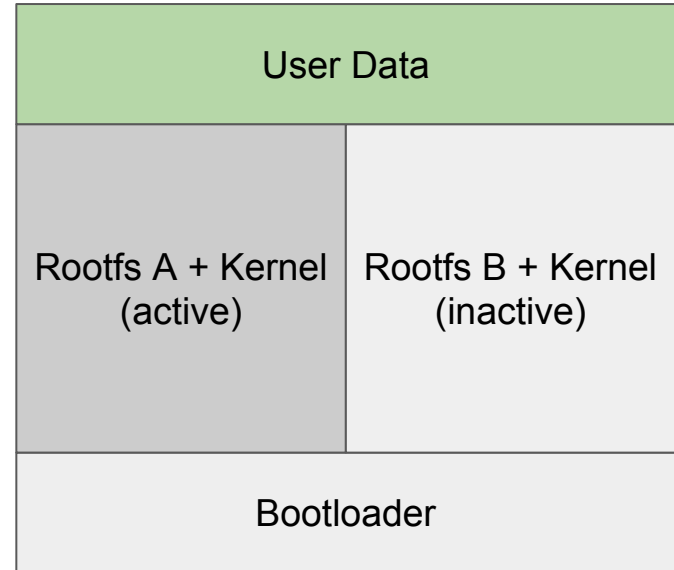 User Data
Rootfs A + Kernel
(active)
Rootfs B + Kernel
(inactive)
Bootloader